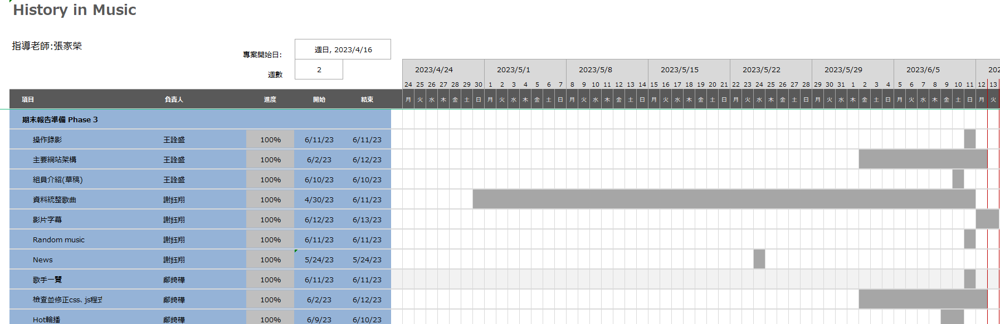 History in Music
指導老師:張家榮
專案開始日: 週日, 2023/4/16
週數 2
2023/4/24 2023/5/1 2023/5/8 2023/5/15 2023/5/22 2023/5/29 2023/6/5
24 25 26 27 28 29 30 1 2 3 4 5 6 7 8 9 10 11 12 13 14 15 16 17 18 19 20 21 22 23 24 25 26 27 28 29 30 31 1 2 3 4 5 6 7 8 9 10 11 12 13
項目 負責人 進度 開始 結束 月 火 水 木 金 土 日 月 火 水 木 金 土 日 月 火 水 木 金 土 日 月 火 水 木 金 土 日 月 火 水 木 金 土 日 月 火 水 木 金 土 日 月 火 水 木 金 土 日 月 火
期末報告準備 Phase 3
操作錄影 王詮盛 100% 6/11/23 6/11/23
主要網站架構 王詮盛 100% 6/2/23 6/12/23
組員介紹(草稿) 王詮盛 100% 6/10/23 6/10/23
資料統整歌曲 謝鈺翔 100% 4/30/23 6/11/23
影片字幕 謝鈺翔 100% 6/12/23 6/13/23
Random music 謝鈺翔 100% 6/11/23 6/11/23
News 謝鈺翔 100% 5/24/23 5/24/23
歌手一覽 鄭錡樺 100% 6/11/23 6/11/23
檢查並修正css、js程式 鄭錡樺 100% 6/2/23 6/12/23
Hot輪播 鄭錡樺 100% 6/9/23 6/10/23